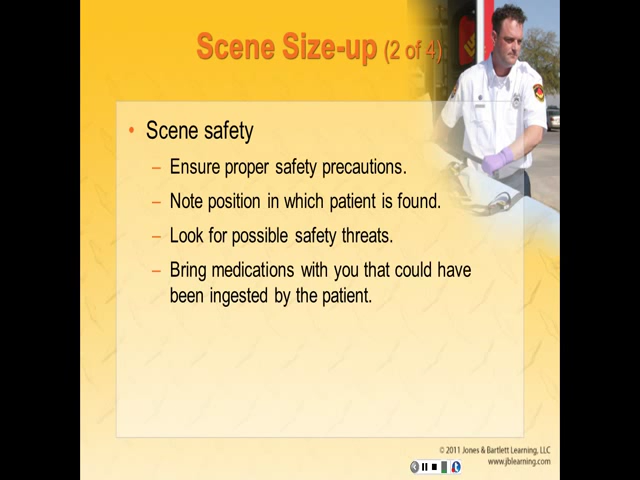 Scene Size-up (2 of 4)
• Scene safety
– Ensure proper safety precautions.
– Note position in which patient is found.
– Look for possible safety threats.
– Bring medications with you that could have
been ingested by the patient.
© 2011 Jones & Bartlett Learning, LLC
www.jblearning.com